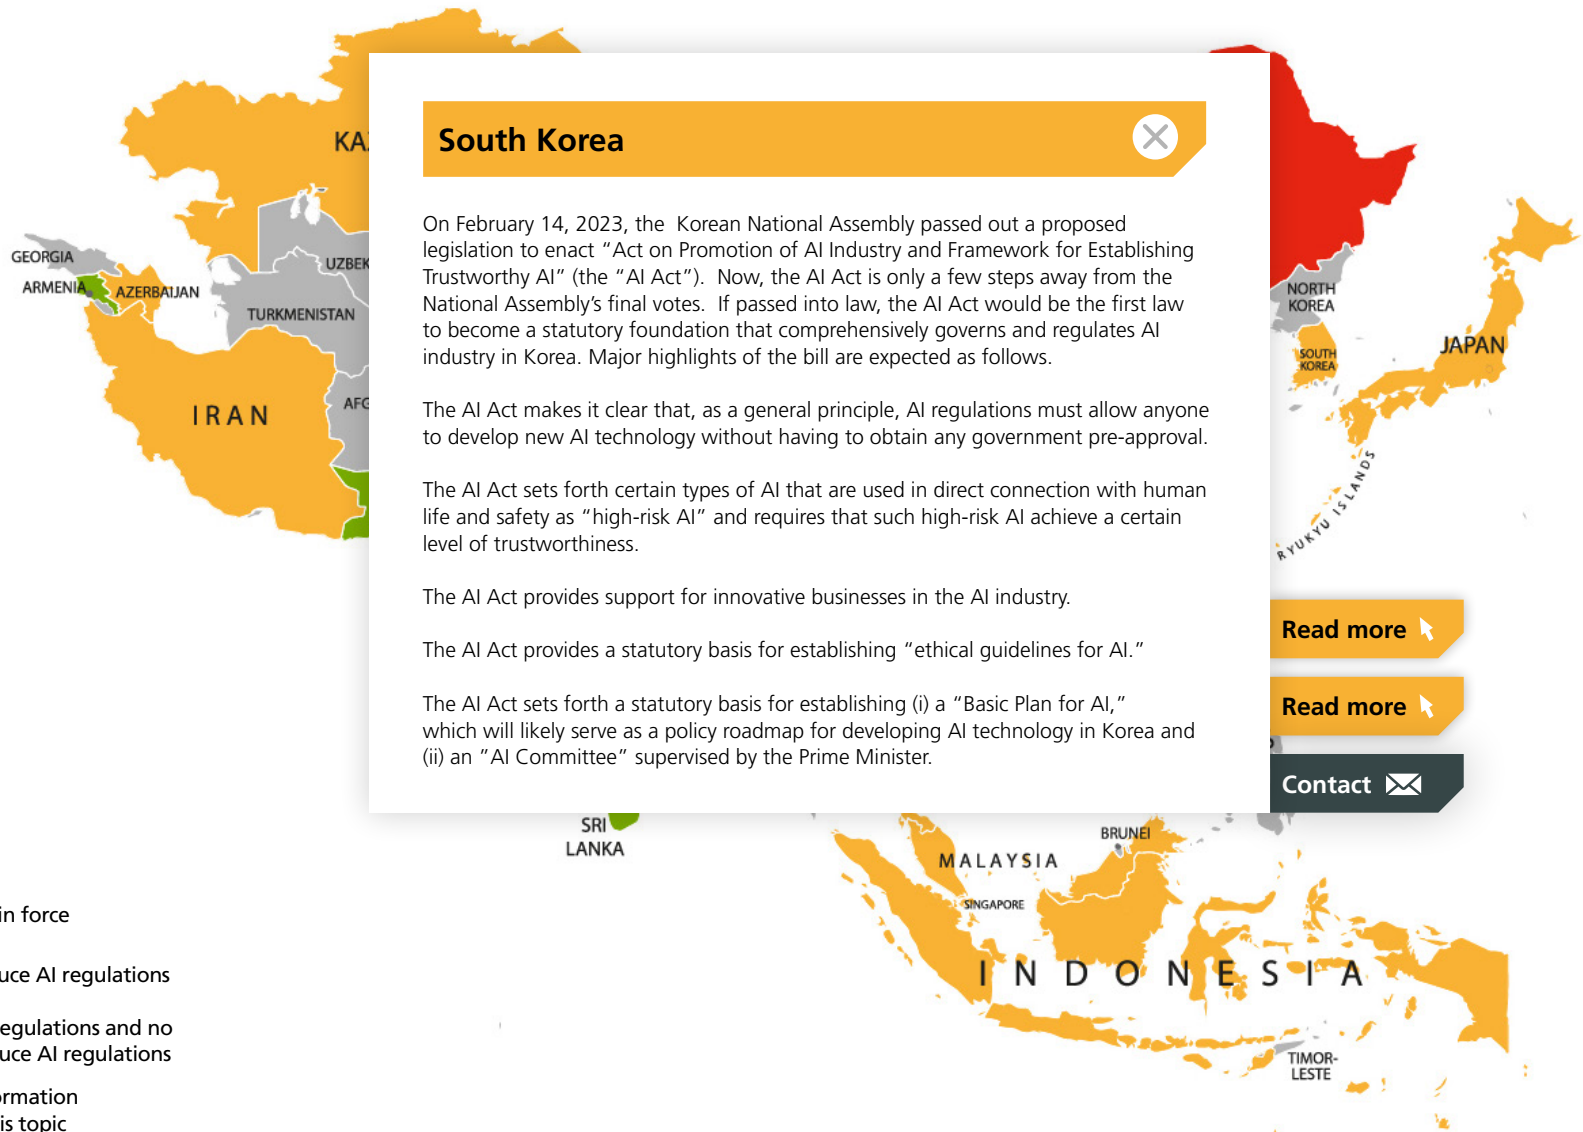 South Korea
On February 14, 2023, the Korean National Assembly passed out a proposed
legislation to enact “Act on Promotion of AI Industry and Framework for Establishing
Trustworthy AI” (the “AI Act”). Now, the AI Act is only a few steps away from the
National Assembly’s final votes. If passed into law, the AI Act would be the first law
to become a statutory foundation that comprehensively governs and regulates AI
industry in Korea. Major highlights of the bill are expected as follows.
The AI Act makes it clear that, as a general principle, AI regulations must allow anyone
to develop new AI technology without having to obtain any government pre-approval.
The AI Act sets forth certain types of AI that are used in direct connection with human
life and safety as “high-risk AI” and requires that such high-risk AI achieve a certain
level of trustworthiness.
The AI Act provides support for innovative businesses in the AI industry.
The AI Act provides a statutory basis for establishing “ethical guidelines for AI.”
The AI Act sets forth a statutory basis for establishing (i) a “Basic Plan for AI,”
which will likely serve as a policy roadmap for developing AI technology in Korea and
(ii) an ”AI Committee” supervised by the Prime Minister.
KA
GEORGIA
ARMENIA
AZERBAIJAN
UZBEK
TURKMENISTAN
IRAN
AFG
NORTH
KOREA
SOUTH
KOREA
JAPAN
RYUKYU ISLANDS
Read more
Read more
Contact
SRI
LANKA
BRUNEI
MALAYSIA
SINGAPORE
INDONESIA
TIMOR-
LESTE
in force
uce AI regulations
egulations and no
uce AI regulations
ormation
is topic